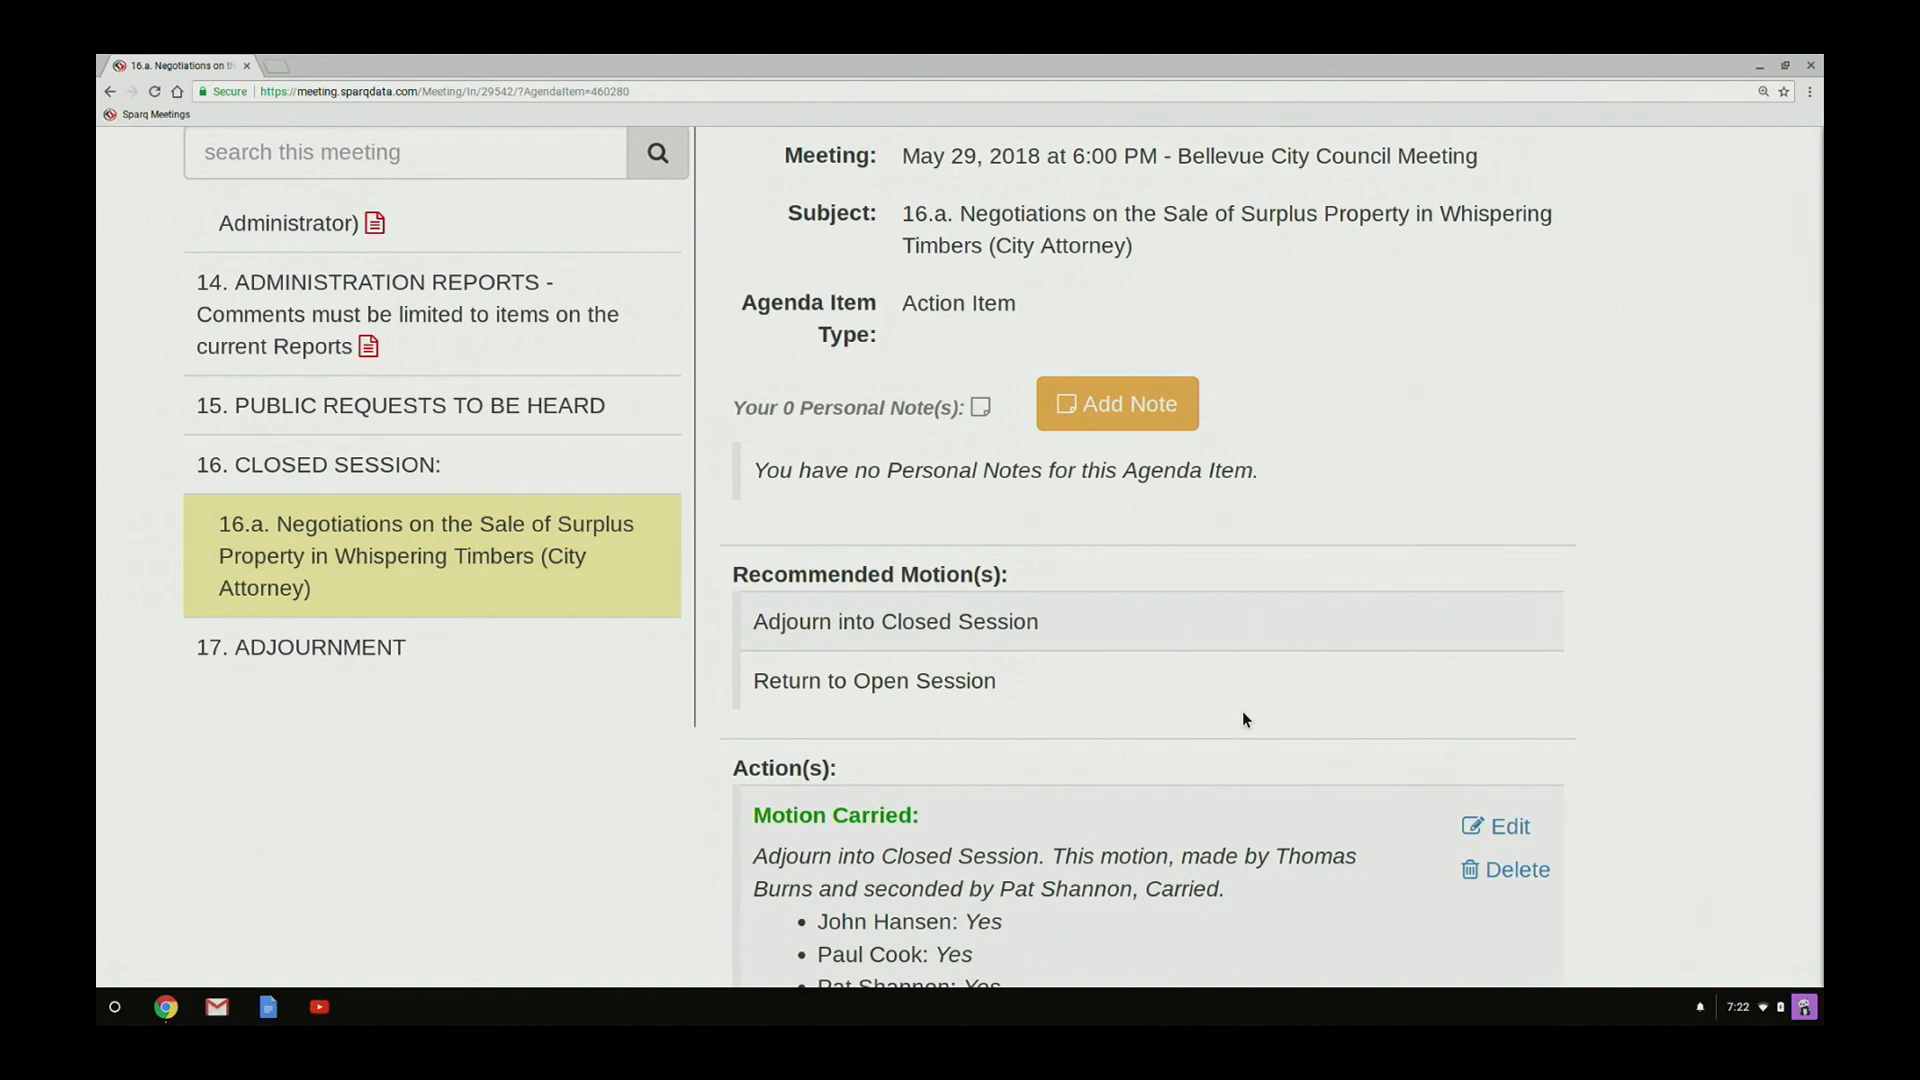 16.a. Negotiations on th
Secure
https://meeting.sparqdata.com/Meeting/In/29542/?AgendaItem=460280
Sparq Meetings
search this meeting
Administrator)
14. ADMINISTRATION REPORTS -
Comments must be limited to items on the
current Reports
15. PUBLIC REQUESTS TO BE HEARD
16. CLOSED SESSION:
16.a. Negotiations on the Sale of Surplus
Property in Whispering Timbers (City
Attorney)
17. ADJOURNMENT
Meeting: May 29, 2018 at 6:00 PM - Bellevue City Council Meeting
Subject: 16.a. Negotiations on the Sale of Surplus Property in Whispering
Timbers (City Attorney)
Agenda Item Action Item
Type:
Your 0 Personal Note(s): Add Note
You have no Personal Notes for this Agenda Item.
Recommended Motion(s):
Adjourn into Closed Session
Return to Open Session
Action(s):
Motion Carried:
Edit
Adjourn into Closed Session. This motion, made by Thomas
Delete
Burns and seconded by Pat Shannon, Carried.
• John Hansen: Yes
• Paul Cook: Yes
• Pat Shannon: Yes
7:22